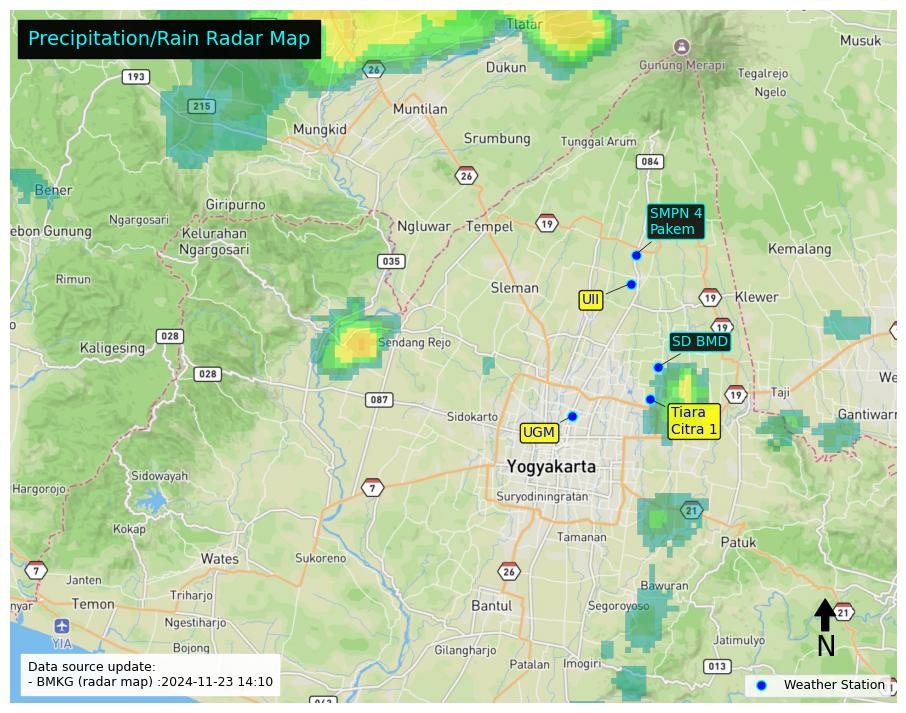 Precipitation/Rain Radar Map
Tlatar
Musuk
26
Dukun
Gunung Merapi
Tegalrejo
193
Ngelo
215
Muntilan
Mungkid
Srumbung
Tunggal Arum
084
26
Bener
Giripurno
SMPN 4
Pakem
Ngargosari
Ngluwar
Tempel
19
ebon Gunung
Kelurahan
Ngargosari
Kemalang
035
Rimun
Sleman
UII
19
Klewer
19
028
Kaligesing
Sendang Rejo
SD BMD
028
We
087
19
Taji
Sidokarto
Tiara
Citra 1
Gantiwarn
UGM
Yogyakarta
Sidowayah
Hargorojo
7
Suryodiningratan
21
Kokap
Tamanan
Patuk
Wates
Sukoreno
7
Janten
26
Bawuran
Triharjo
nyar
Temon
Bantul
Segoroyoso
21
Ngestiharjo
YIA
N
Bojong
Gilangharjo
Jatimulyo
Patalan
Imogiri
013
Data source update:
- BMKG (radar map) :2024-11-23 14:10
Weather Station